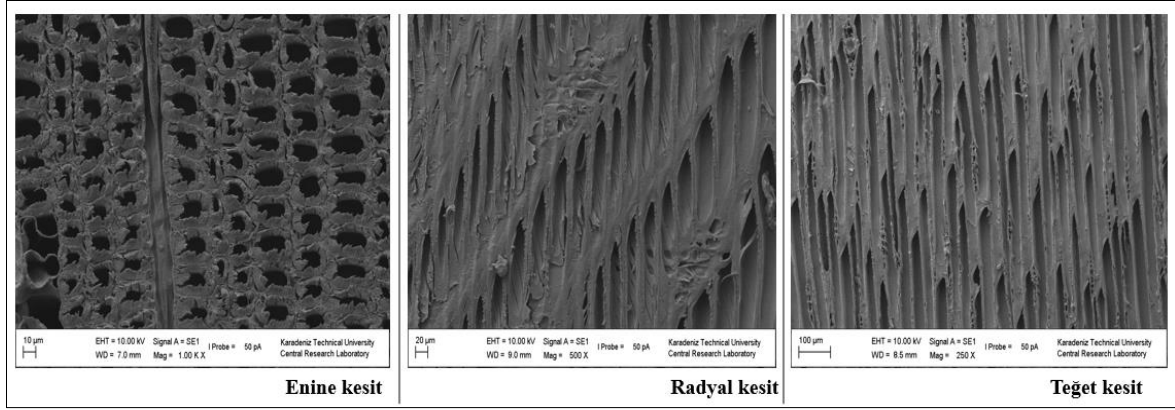 10 µm
EHT = 10.00 kV Signal A = SE1 I Probe = 50 pA Karadeniz Technical University
WD = 7.0 mm Mag = 1.00 K X Central Research Laboratory
Enine kesit
20 µm
EHT = 10.00 kV Signal A = SE1 I Probe = 50 pA Karadeniz Technical University
WD = 9.0 mm Mag = 500 X Central Research Laboratory
Radyal kesit
100 µm
EHT = 10.00 kV Signal A = SE1 I Probe = 50 pA Karadeniz Technical University
WD = 8.5 mm Mag = 250 X Central Research Laboratory
Teğet kesit